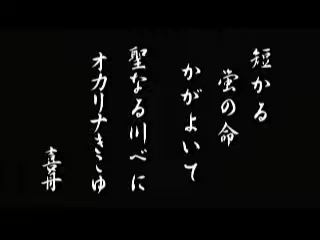 短かる
蛍の命
かがよいて
聖なる川べに
オカリナきこゆ
喜舟